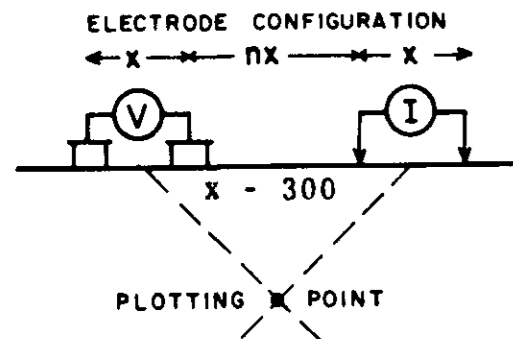 ELECTRODE CONFIGURATION
x nx x
V I
x - 300
PLOTTING POINT